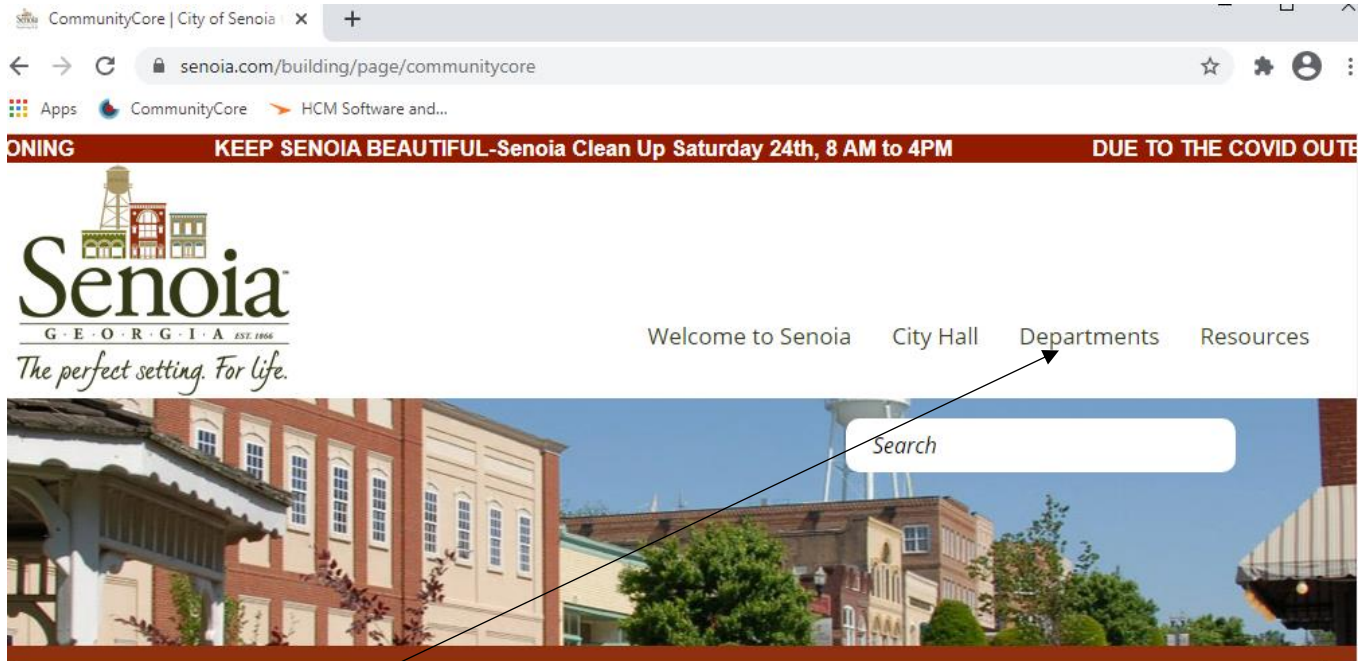 CommunityCore | City of Senoia
senoia.com/building/page/communitycore
Apps CommunityCore HCM Software and...
ONING KEEP SENOIA BEAUTIFUL-Senoia Clean Up Saturday 24th, 8 AM to 4PM DUE TO THE COVID OUTB
Senoia
G·E·O·R·G·I·A EST. 1866
The perfect setting. For life.
Welcome to Senoia City Hall Departments Resources
Search